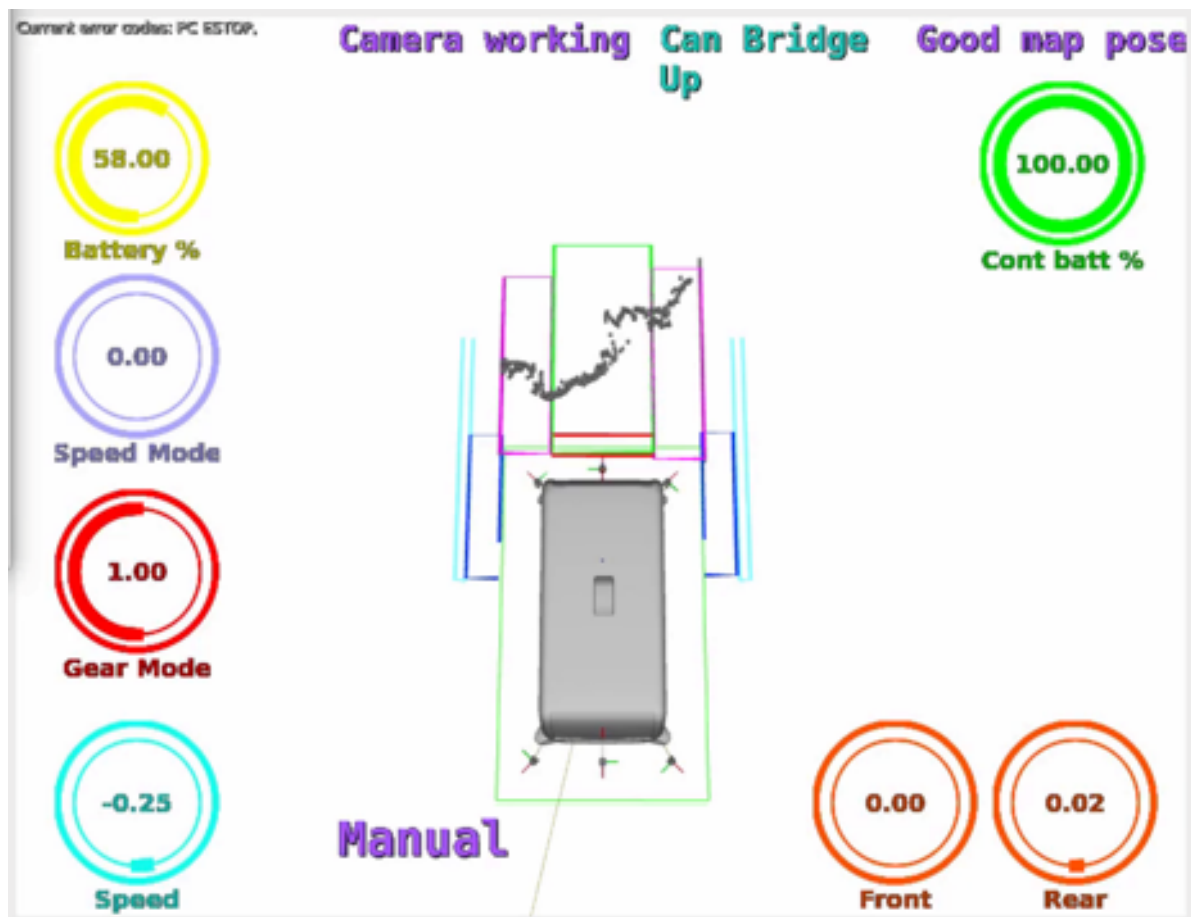 Current error codes: PC ESTOP,
Camera working
Can Bridge
Up
Good map pose
58.00
Battery %
100.00
Cont batt %
0.00
Speed Mode
1.00
Gear Mode
-0.25
Speed
Manual
0.00
Front
0.02
Rear